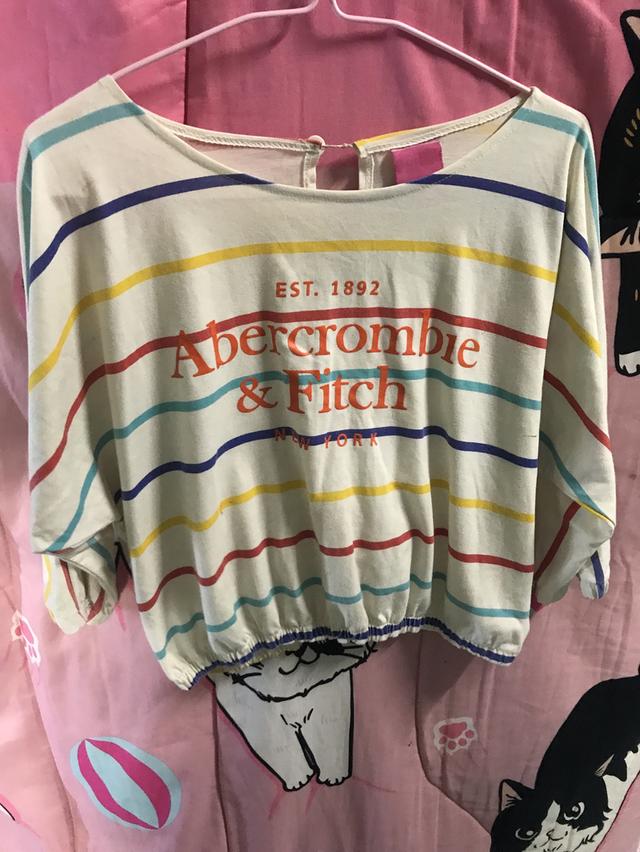 EST. 1892
Abercrombie
& Fitch
NEW YORK